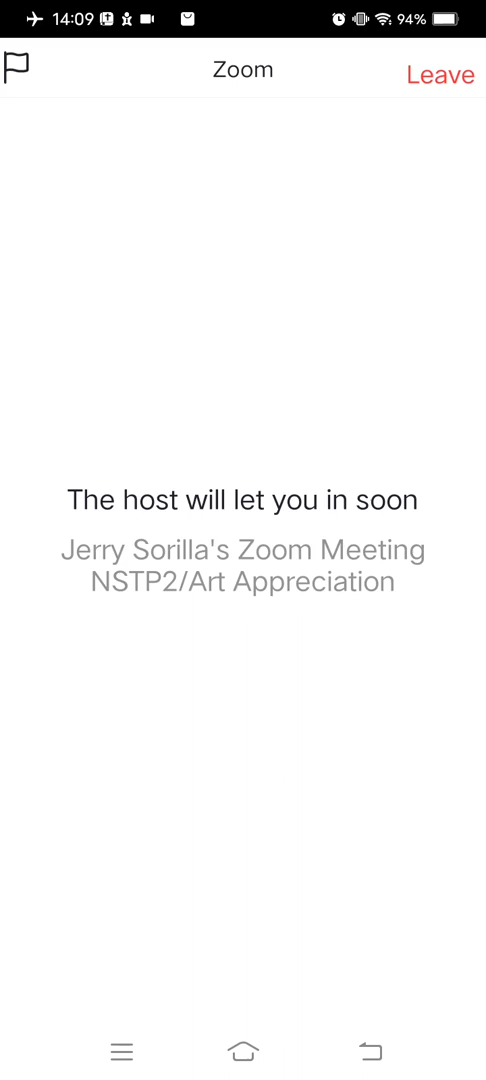 14:09
94%
Zoom
Leave
The host will let you in soon
Jerry Sorilla's Zoom Meeting
NSTP2/Art Appreciation